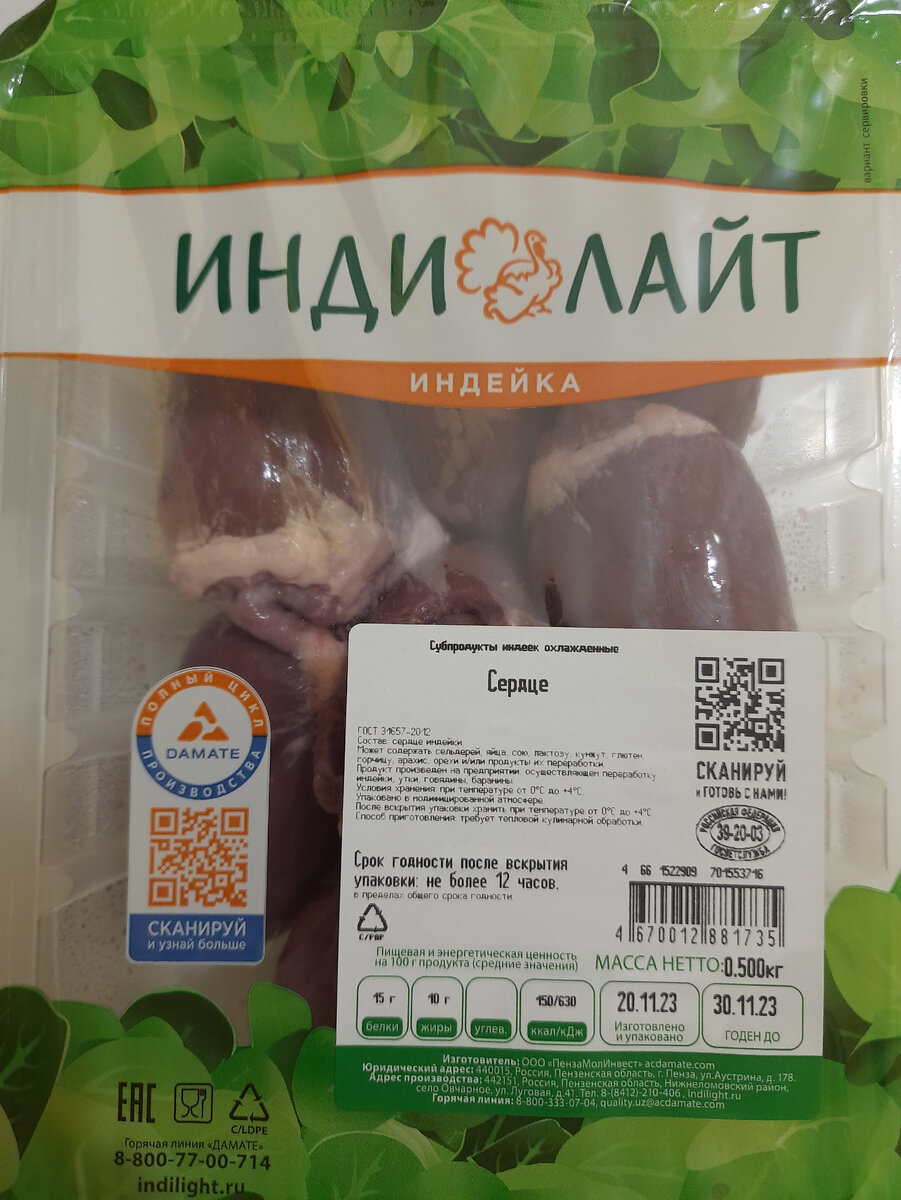 вариант сервировки
ИНДИЛАЙТ
ИНДЕЙКА
Субпродукты индеек охлажденные
Сердце
ГОСТ 31657-2012
Состав: сердце индейки.
Может содержать сельдерей, яйца, сою, лактозу, кунжут, глютен,
горчицу, арахис, орехи и/или продукты их переработки.
Продукт произведен на предприятии, осуществляющем переработку
индейки, утки, говядины, баранины.
Условия хранения при температуре от 0°С до +4°С.
Упаковано в модифицированной атмосфере.
После вскрытия упаковки хранить при температуре от 0°С до +4°С
Способ приготовления: требует тепловой кулинарной обработки.
СКАНИРУЙ
и ГОТОВЬ С НАМИ!
РОССИЙСКАЯ ФЕДЕРАЦИЯ
39-20-03
ГОСВЕТСЛУЖБА
Срок годности после вскрытия
упаковки: не более 12 часов,
в пределах общего срока годности.
4 66 1522909 701553716
4 670012 881735
C/PAP
Пищевая и энергетическая ценность
на 100 г продукта (средние значения)
МАССА НЕТТО: 0.500кг
15 г
белки
10 г
жиры
углев.
150/630
ккал/кДж
20.11.23
Изготовлено
и упаковано
30.11.23
ГОДЕН ДО
Изготовитель: ООО «ПензаМолИнвест» acdamate.com
Юридический адрес: 440015, Россия, Пензенская область, г. Пенза, ул.Аустрина, д. 178.
Адрес производства: 442151, Россия, Пензенская область, Нижнеломовский район,
село Овчарное, ул. Луговая, д.41. Тел. 8-(8412)-210-406, indilight.ru
Горячая линия: 8-800-333-07-04, quality.uz@acdamate.com
ПОЛНЫЙ ЦИКЛ
DAMATE
ПРОИЗВОДСТВА
СКАНИРУЙ
и узнай больше
EAC
C/LDPE
Горячая линия «ДАМАТЕ»
8-800-77-00-714
indilight.ru